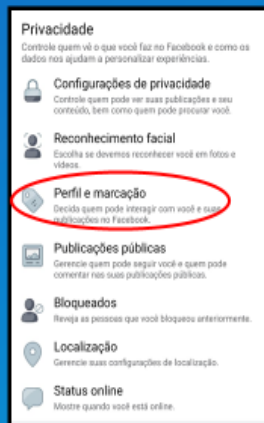 Privacidade
Controle quem vê o que você faz no Facebook e como os
dados nos ajudam a personalizar experiências.
Configurações de privacidade
Controle quem pode ver suas publicações e seu
conteúdo, bem como quem pode procurar você.
Reconhecimento facial
Escolha se devemos reconhecer você em fotos e
vídeos.
Perfil e marcação
Decida quem pode interagir com você e suas
publicações no Facebook.
Publicações públicas
Gerencie quem pode seguir você e quem pode
comentar nas suas publicações públicas.
Bloqueados
Reveja as pessoas que você bloqueou anteriormente.
Localização
Gerencie suas configurações de localização.
Status online
Mostre quando você está online.